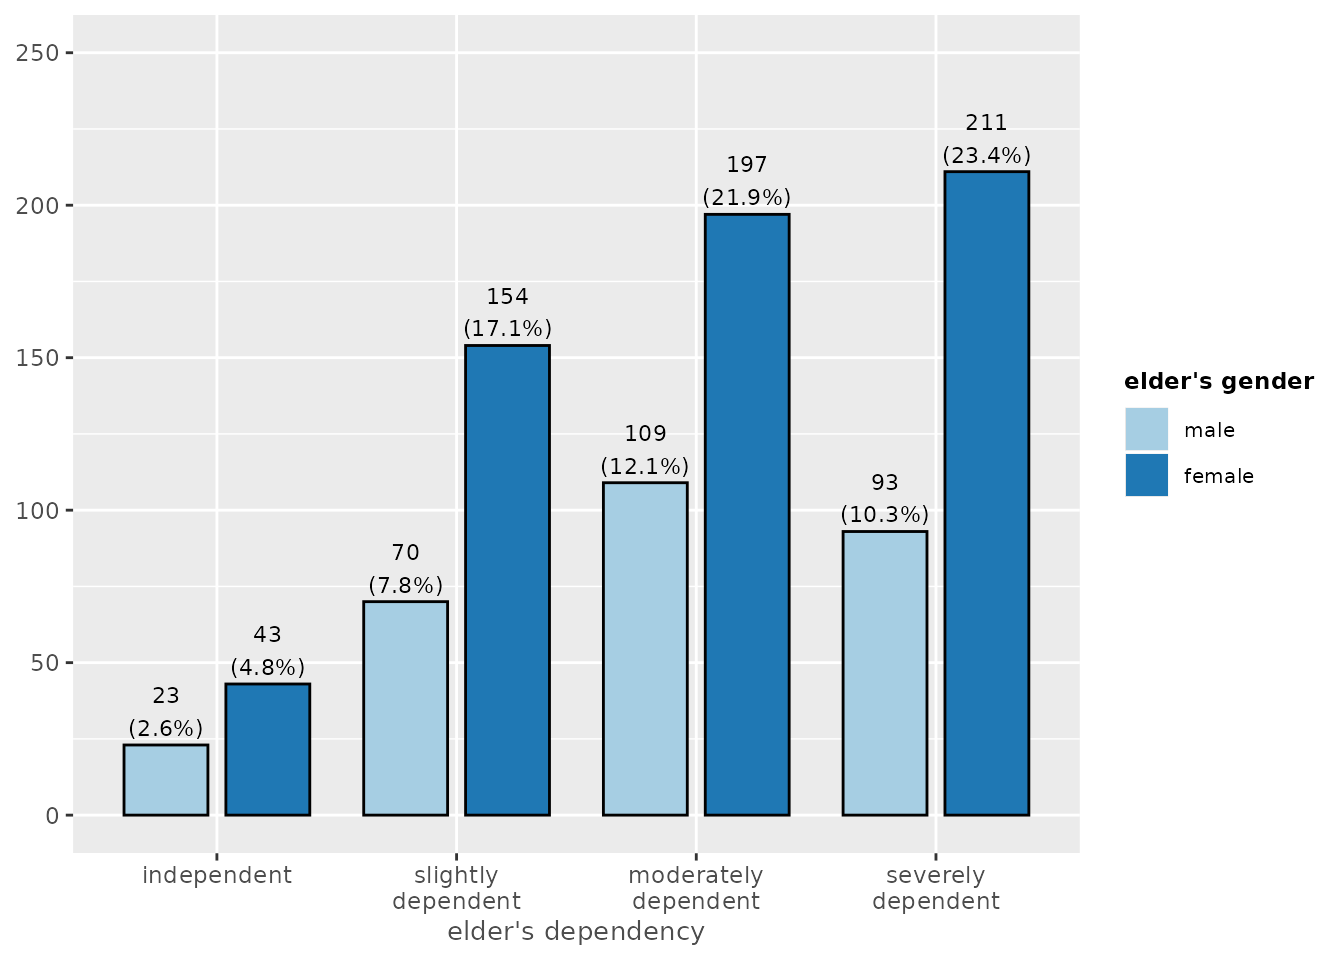 250
200
150
100
50
0
23
(2.6%)
43
(4.8%)
70
(7.8%)
154
(17.1%)
109
(12.1%)
197
(21.9%)
93
(10.3%)
211
(23.4%)
independent
slightly
dependent
moderately
dependent
severely
dependent
elder's dependency
elder's gender
male
female